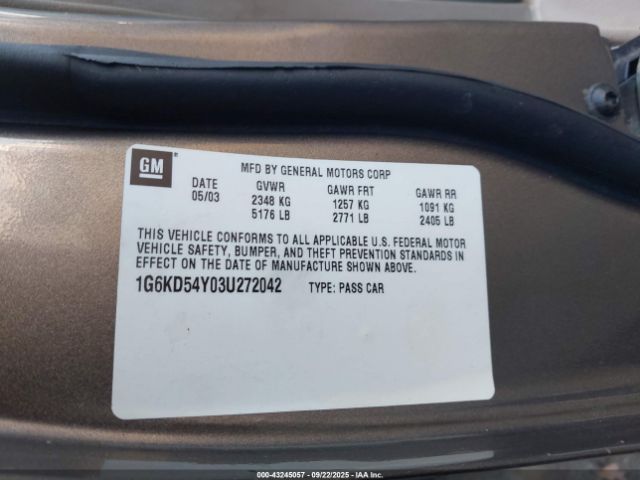 GM
MFD BY GENERAL MOTORS CORP
DATE GVWR GAWR FRT GAWR RR
05/03 2348 KG 1257 KG 1091 KG
5176 LB 2771 LB 2405 LB
THIS VEHICLE CONFORMS TO ALL APPLICABLE U.S. FEDERAL MOTOR
VEHICLE SAFETY, BUMPER, AND THEFT PREVENTION STANDARDS IN
EFFECT ON THE DATE OF MANUFACTURE SHOWN ABOVE.
1G6KD54Y03U272042 TYPE: PASS CAR
000-43245057 - 09/22/2025 - IAA